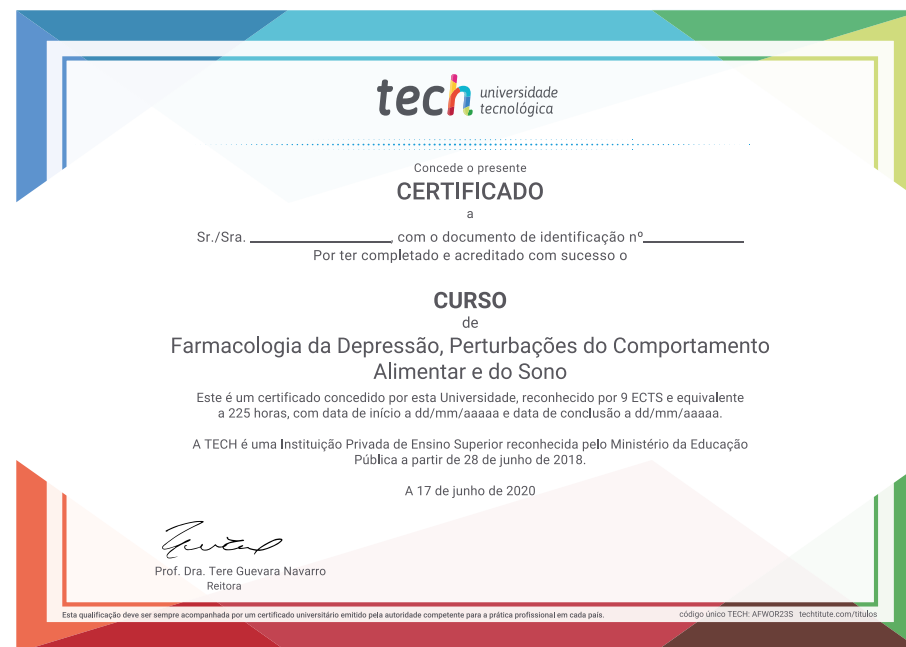 tech universidade
tecnológica
Concede o presente
CERTIFICADO
a
Sr./Sra. ____________, com o documento de identificação nº____________
Por ter completado e acreditado com sucesso o
CURSO
de
Farmacologia da Depressão, Perturbações do Comportamento
Alimentar e do Sono
Este é um certificado concedido por esta Universidade, reconhecido por 9 ECTS e equivalente
a 225 horas, com data de início a dd/mm/aaaaa e data de conclusão a dd/mm/aaaaa.
A TECH é uma Instituição Privada de Ensino Superior reconhecida pelo Ministério da Educação
Pública a partir de 28 de junho de 2018.
A 17 de junho de 2020
Prof. Dra. Tere Guevara Navarro
Reitora
Esta qualificação deve ser sempre acompanhada por um certificado universitário emitido pela autoridade competente para a prática profissional em cada país.
código único TECH: AFWOR23S techtitute.com/titulos